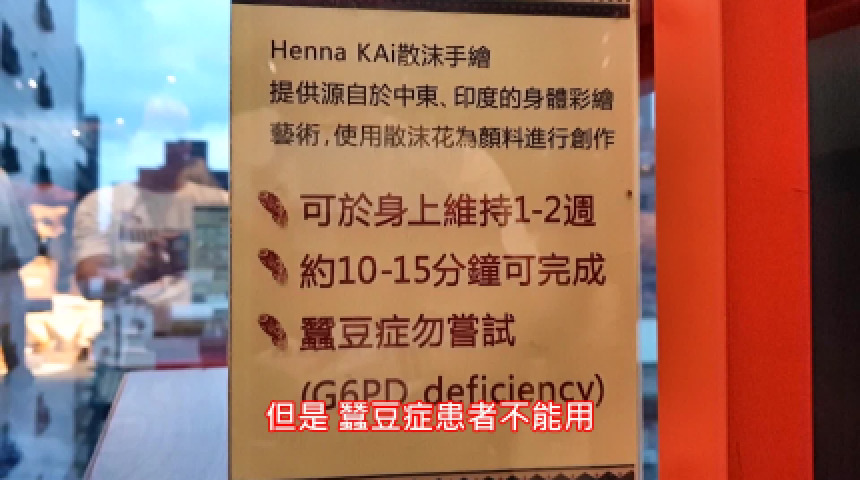 Henna KAi散沫手繪
提供源自於中東、印度的身體彩繪
藝術,使用散沫花為顏料進行創作
可於身上維持1-2週
約10-15分鐘可完成
蠶豆症勿嘗試
(G6PD deficiency)
但是 蠶豆症患者不能用